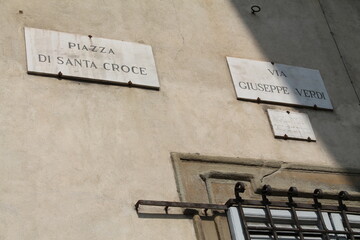 PIAZZA
DI SANTA CROCE
VIA
GIUSEPPE VERDI